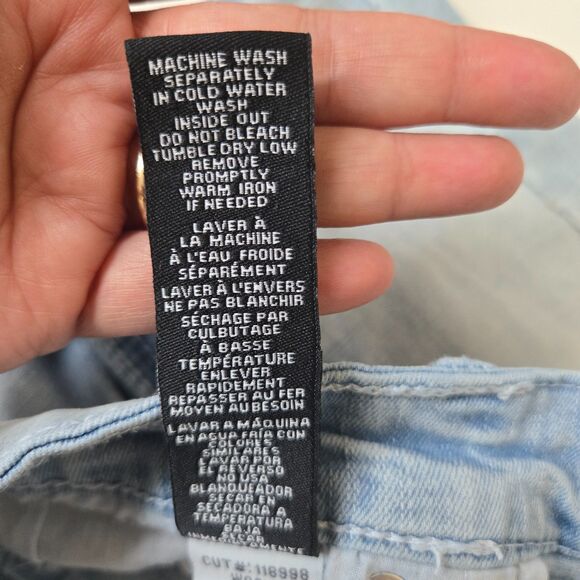 MACHINE WASH
SEPARATELY
IN COLD WATER
WASH
INSIDE OUT
DO NOT BLEACH
TUMBLE DRY LOW
REMOVE
PROMPTLY
WARM IRON
IF NEEDED
LAVER À
LA MACHINE
À L'EAU FROIDE
SÉPARÉMENT
LAVER À L'ENVERS
NE PAS BLANCHIR
SÉCHAGE PAR
CULBUTAGE
À BASSE
TEMPÉRATURE
ENLEVER
RAPIDEMENT
REPASSER AU FER
MOYEN AU BESOIN
LAVAR A MÁQUINA
EN AGUA FRÍA CON
COLORES
SIMILARES
LAVAR POR
EL REVERSO
NO USA
BLANQUEADOR
SECAR EN
SECADORA A
TEMPERATURA
BAJA
SECAR
INMEDIATAMENTE
CUT #: 116998